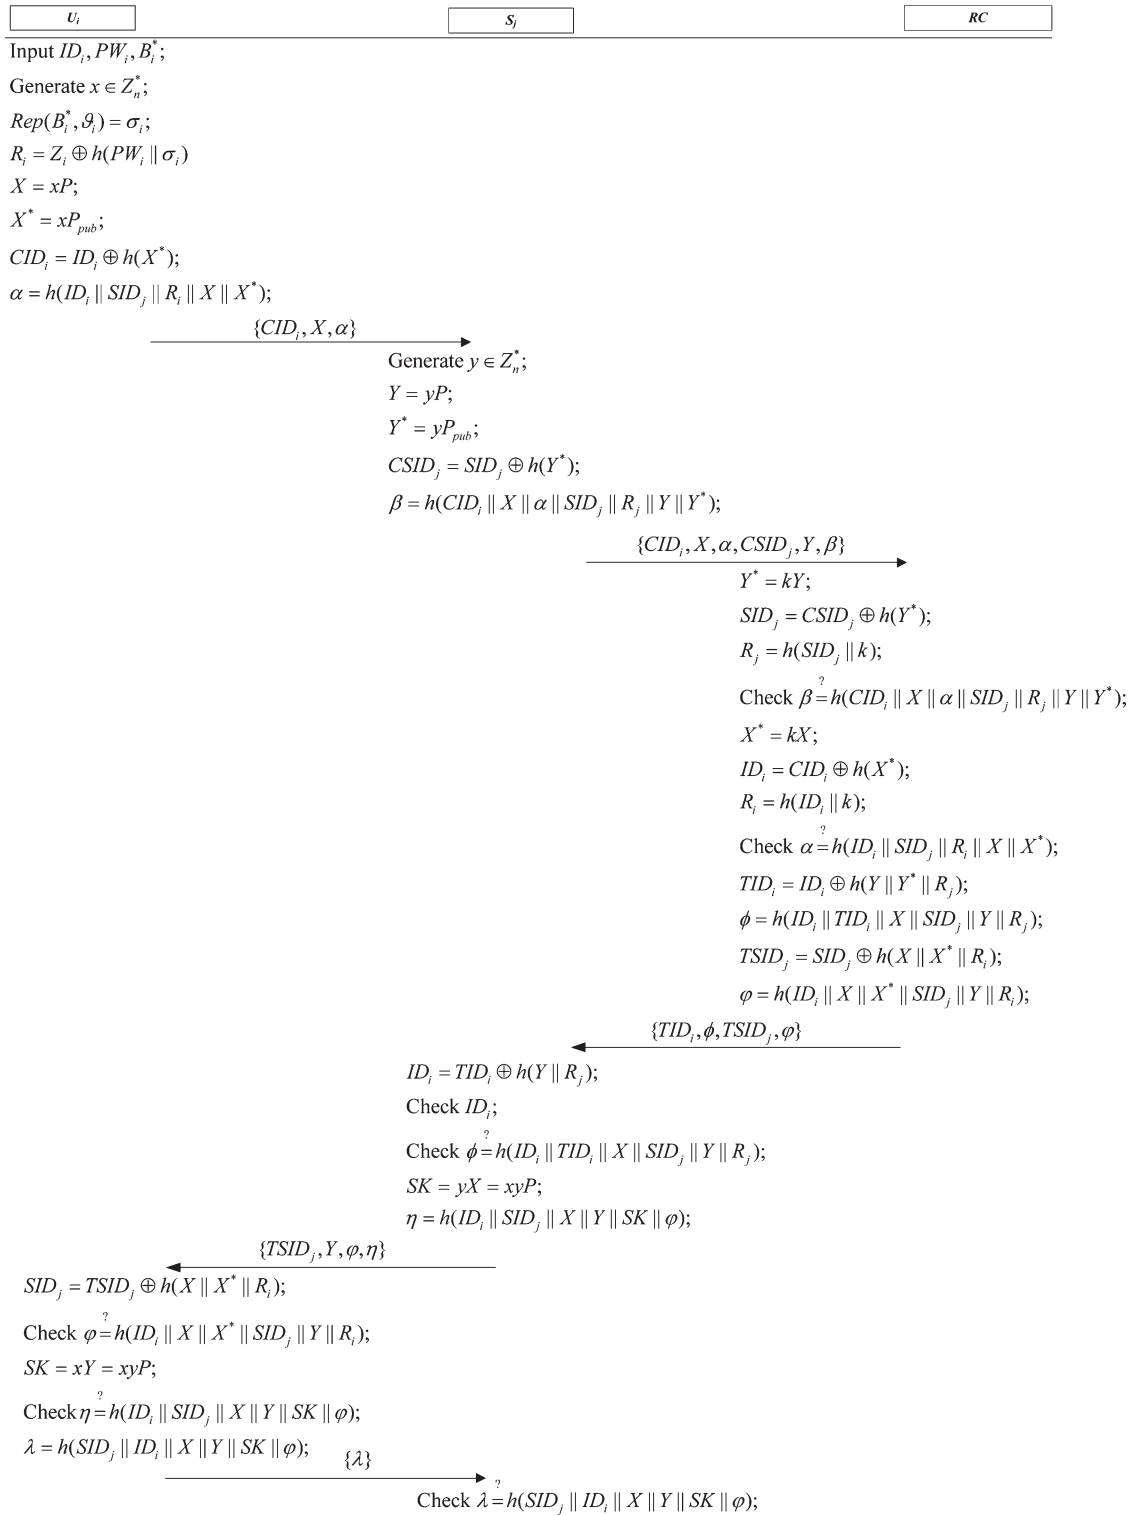 U_i S_j RC
Input ID_i, PW_i, B_i^*;
Generate x ∈ Z_n^*;
Rep(B_i^*, ϑ_i) = σ_i;
R_i = Z_i ⊕ h(PW_i || σ_i)
X = xP;
X^* = xP_pub;
CID_i = ID_i ⊕ h(X^*);
α = h(ID_i || SID_j || R_i || X || X^*);
{CID_i, X, α}
Generate y ∈ Z_n^*;
Y = yP;
Y^* = yP_pub;
CSID_j = SID_j ⊕ h(Y^*);
β = h(CID_i || X || α || SID_j || R_j || Y || Y^*);
{CID_i, X, α, CSID_j, Y, β}
Y^* = kY;
SID_j = CSID_j ⊕ h(Y^*);
R_j = h(SID_j || k);
Check β ≟ h(CID_i || X || α || SID_j || R_j || Y || Y^*);
X^* = kX;
ID_i = CID_i ⊕ h(X^*);
R_i = h(ID_i || k);
Check α ≟ h(ID_i || SID_j || R_i || X || X^*);
TID_i = ID_i ⊕ h(Y || Y^* || R_j);
ϕ = h(ID_i || TID_i || X || SID_j || Y || R_j);
TSID_j = SID_j ⊕ h(X || X^* || R_i);
φ = h(ID_i || X || X^* || SID_j || Y || R_i);
{TID_i, ϕ, TSID_j, φ}
ID_i = TID_i ⊕ h(Y || R_j);
Check ID_i;
Check ϕ ≟ h(ID_i || TID_i || X || SID_j || Y || R_j);
SK = yX = xyP;
η = h(ID_i || SID_j || X || Y || SK || φ);
{TSID_j, Y, φ, η}
SID_j = TSID_j ⊕ h(X || X^* || R_i);
Check φ ≟ h(ID_i || X || X^* || SID_j || Y || R_i);
SK = xY = xyP;
Check η ≟ h(ID_i || SID_j || X || Y || SK || φ);
λ = h(SID_j || ID_i || X || Y || SK || φ);
{λ}
Check λ ≟ h(SID_j || ID_i || X || Y || SK || φ);